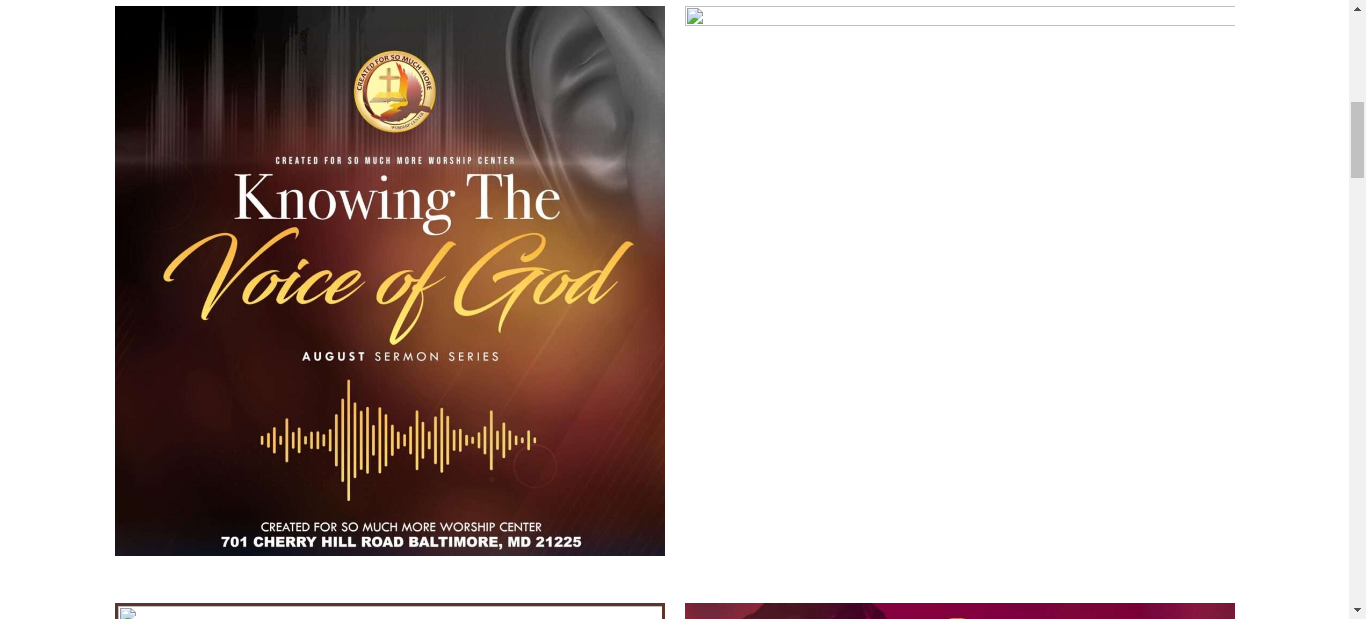 CREATED FOR SO MUCH MORE
WORSHIP CENTER
CREATED FOR SO MUCH MORE WORSHIP CENTER
Knowing The
Voice of God
AUGUST SERMON SERIES
CREATED FOR SO MUCH MORE WORSHIP CENTER
701 CHERRY HILL ROAD BALTIMORE, MD 21225